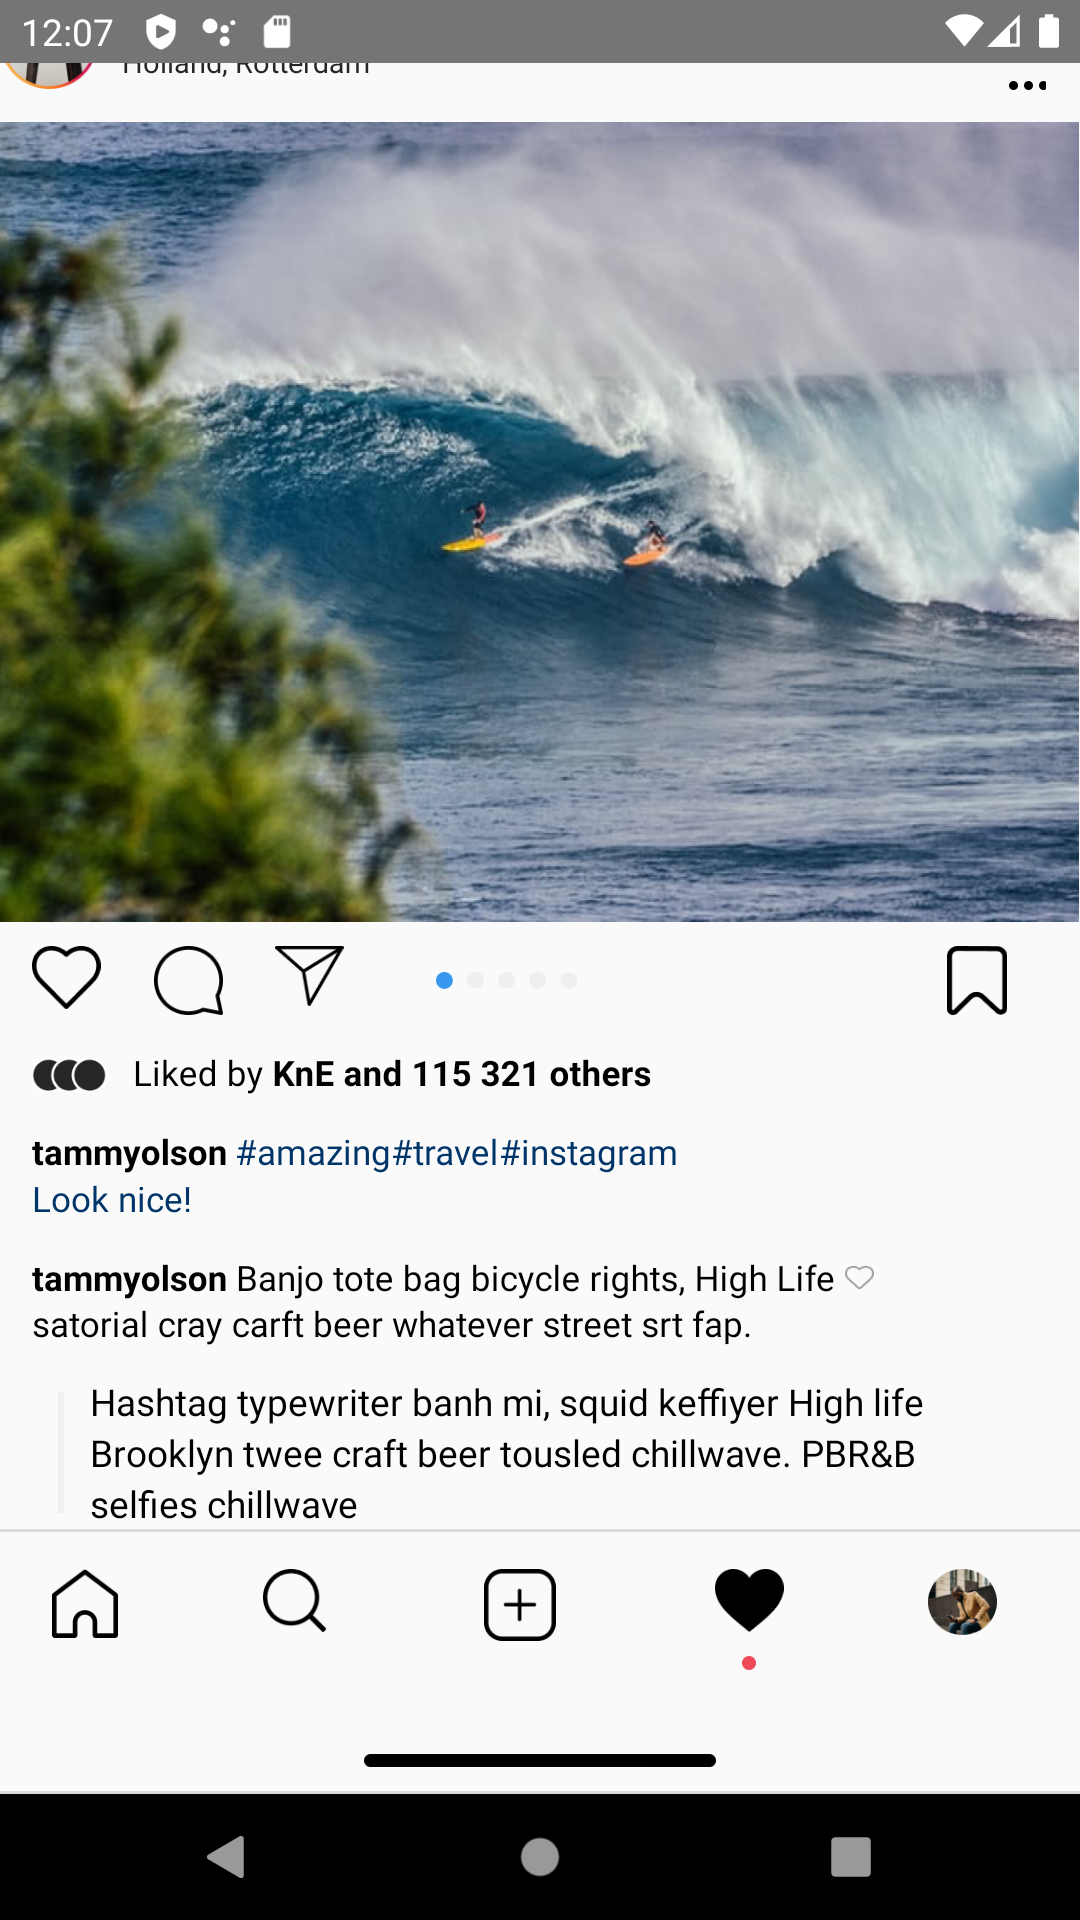 12:07
Holland, Rotterdam
Liked by KnE and 115 321 others
tammyolson #amazing#travel#instagram
Look nice!
tammyolson Banjo tote bag bicycle rights, High Life
satorial cray carft beer whatever street srt fap.
Hashtag typewriter banh mi, squid keffiyer High life
Brooklyn twee craft beer tousled chillwave. PBR&B
selfies chillwave